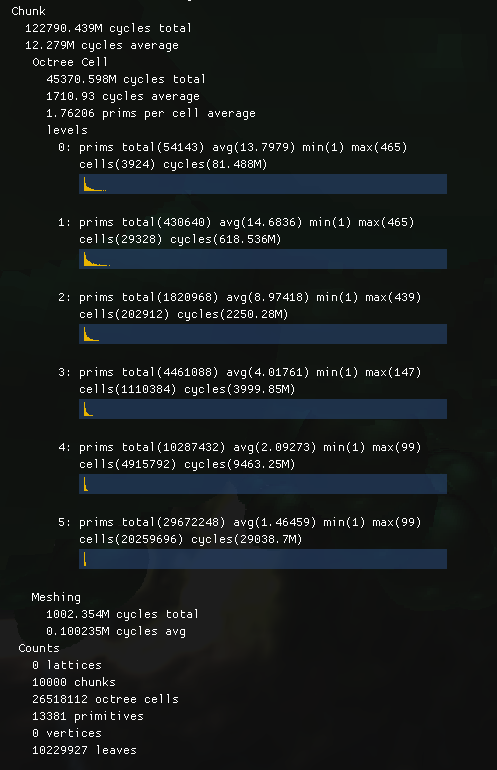 Chunk
122790.439M cycles total
12.279M cycles average
Octree Cell
45370.598M cycles total
1710.93 cycles average
1.76206 prims per cell average
levels
0: prims total(54143) avg(13.7979) min(1) max(465)
cells(3924) cycles(81.488M)
1: prims total(430640) avg(14.6836) min(1) max(465)
cells(29328) cycles(618.536M)
2: prims total(1820968) avg(8.97418) min(1) max(439)
cells(202912) cycles(2250.28M)
3: prims total(4461088) avg(4.01761) min(1) max(147)
cells(1110384) cycles(3999.85M)
4: prims total(10287432) avg(2.09273) min(1) max(99)
cells(4915792) cycles(9463.25M)
5: prims total(29672248) avg(1.46459) min(1) max(99)
cells(20259696) cycles(29038.7M)
Meshing
1002.354M cycles total
0.100235M cycles avg
Counts
0 lattices
10000 chunks
26518112 octree cells
13381 primitives
0 vertices
10229927 leaves